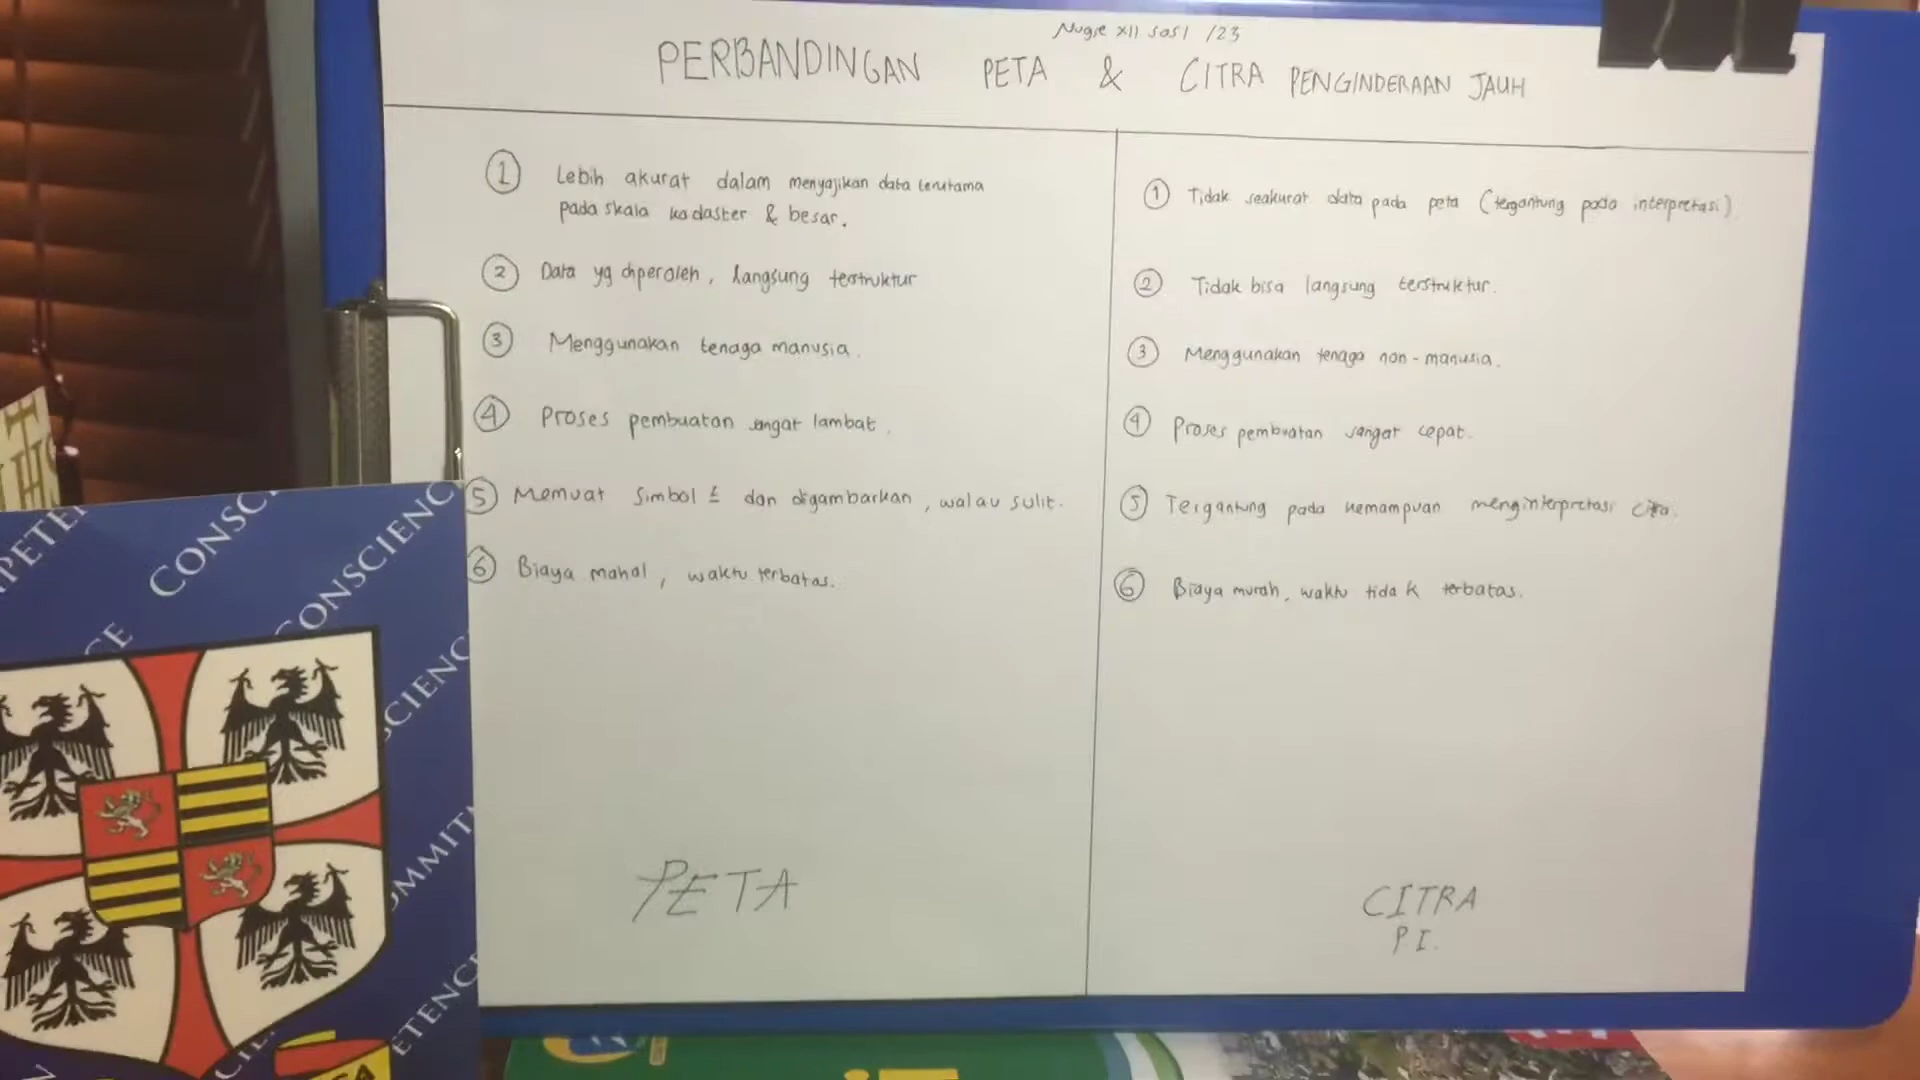 Nugie XII sos1 /23
PERBANDINGAN PETA & CITRA PENGINDERAAN JAUH
1 Lebih akurat dalam menyajikan data terutama
pada skala kadaster & besar.
2 Data yg diperoleh, langsung terstruktur
3 Menggunakan tenaga manusia.
4 Proses pembuatan sangat lambat.
5 Memuat simbol ² dan digambarkan, walau sulit.
6 Biaya mahal, waktu terbatas.
PETA
1 Tidak seakurat data pada peta (tergantung pada interpretasi)
2 Tidak bisa langsung terstruktur.
3 Menggunakan tenaga non-manusia.
4 Proses pembuatan sangat cepat.
5 Tergantung pada kemampuan menginterpretasi citra.
6 Biaya murah, waktu tidak terbatas.
CITRA
P I.
CONSCIENC